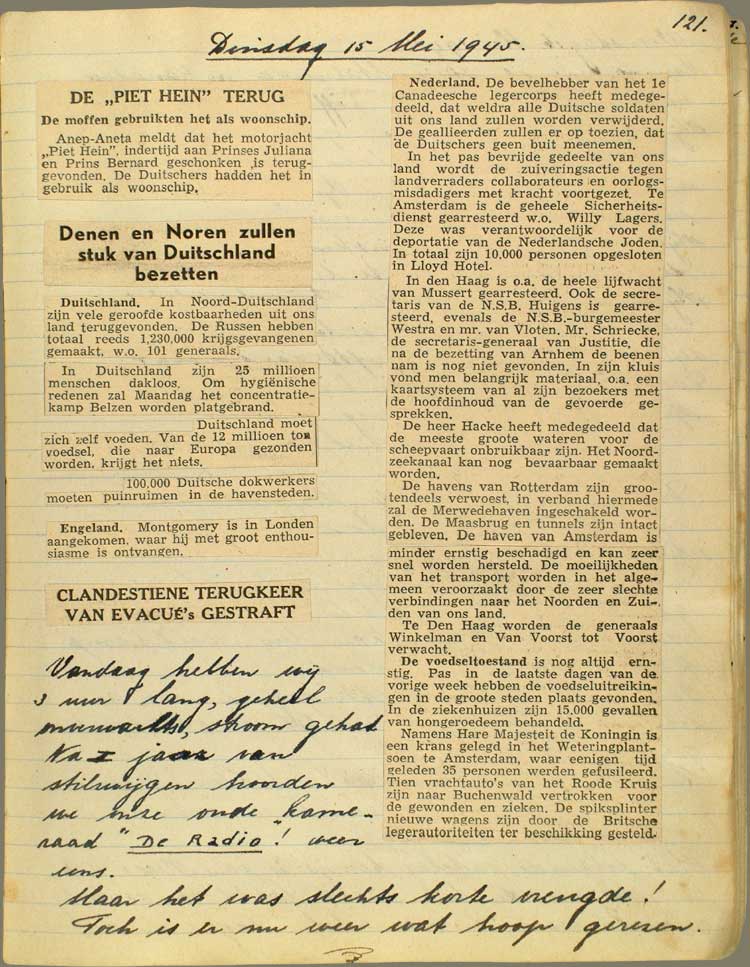 121.
Dinsdag 15 Mei 1945.
DE „PIET HEIN” TERUG
De moffen gebruikten het als woonschip.
Anep-Aneta meldt dat het motorjacht
„Piet Hein”, indertijd aan Prinses Juliana
en Prins Bernard geschonken is terug-
gevonden. De Duitschers hadden het in
gebruik als woonschip.
Denen en Noren zullen
stuk van Duitschland
bezetten
Duitschland. In Noord-Duitschland
zijn vele geroofde kostbaarheden uit ons
land teruggevonden. De Russen hebben
totaal reeds 1,230,000 krijgsgevangenen
gemaakt, w.o. 101 generaals.
In Duitschland zijn 25 millioen
menschen dakloos. Om hygiënische
redenen zal Maandag het concentratie-
kamp Belzen worden platgebrand.
Duitschland moet
zich zelf voeden. Van de 12 millioen ton
voedsel, die naar Europa gezonden
worden, krijgt het niets.
100,000 Duitsche dokwerkers
moeten puinruimen in de havensteden.
Engeland. Montgomery is in Londen
aangekomen, waar hij met groot enthou-
siasme is ontvangen.
CLANDESTIENE TERUGKEER
VAN EVACUÉ's GESTRAFT
Vandaag hebben wij
3 uur lang, geheel
onverwachts, stroom gehad
Na jaar van
stilzwijgen hoorden
we onze oude „kame-
raad” De Radio! weer
eens.
Maar het was slechts korte vreugde!
Toch is er nu weer wat hoop gerezen.
Nederland. De bevelhebber van het 1e
Canadeesche legercorps heeft medege-
deeld, dat weldra alle Duitsche soldaten
uit ons land zullen worden verwijderd.
De geallieerden zullen er op toezien, dat
de Duitschers geen buit meenemen.
In het pas bevrijde gedeelte van ons
land wordt de zuiveringsactie tegen
landverraders collaborateurs en oorlogs-
misdadigers met kracht voortgezet. Te
Amsterdam is de geheele Sicherheits-
dienst gearresteerd w.o. Willy Lagers.
Deze was verantwoordelijk voor de
deportatie van de Nederlandsche Joden.
In totaal zijn 10.000 personen opgesloten
in Lloyd Hotel.
In den Haag is o.a. de heele lijfwacht
van Mussert gearresteerd. Ook de secre-
taris van de N.S.B. Huigens is gearre-
steerd, evenals de N.S.B.-burgemeester
Westra en mr. van Vloten. Mr. Schriecke,
de secretaris-generaal van Justitie, die
na de bezetting van Arnhem de beenen
nam is nog niet gevonden. In zijn kluis
vond men belangrijk materiaal, o.a. een
kaartsysteem van al zijn bezoekers met
de hoofdinhoud van de gevoerde ge-
sprekken.
De heer Hacke heeft medegedeeld dat
de meeste groote wateren voor de
scheepvaart onbruikbaar zijn. Het Noord-
zeekanaal kan nog bevaarbaar gemaakt
worden.
De havens van Rotterdam zijn groo-
tendeels verwoest, in verband hiermede
zal de Merwedehaven ingeschakeld wor-
den. De Maasbrug en tunnels zijn intact
gebleven. De haven van Amsterdam is
minder ernstig beschadigd en kan zeer
snel worden hersteld. De moeilijkheden
van het transport worden in het alge-
meen veroorzaakt door de zeer slechte
verbindingen naar het Noorden en Zui-
den van ons land.
Te Den Haag worden de generaals
Winkelman en Van Voorst tot Voorst
verwacht.
De voedseltoestand is nog altijd ern-
stig. Pas in de laatste dagen van de
vorige week hebben de voedseluitreikin-
gen in de groote steden plaats gevonden.
In de ziekenhuizen zijn 15.000 gevallen
van hongeroedeem behandeld.
Namens Hare Majesteit de Koningin is
een krans gelegd in het Weteringplant-
soen te Amsterdam, waar eenigen tijd
geleden 35 personen werden gefusileerd.
Tien vrachtauto's van het Roode Kruis
zijn naar Buchenwald vertrokken voor
de gewonden en zieken. De spiksplinter
nieuwe wagens zijn door de Britsche
legerautoriteiten ter beschikking gesteld.